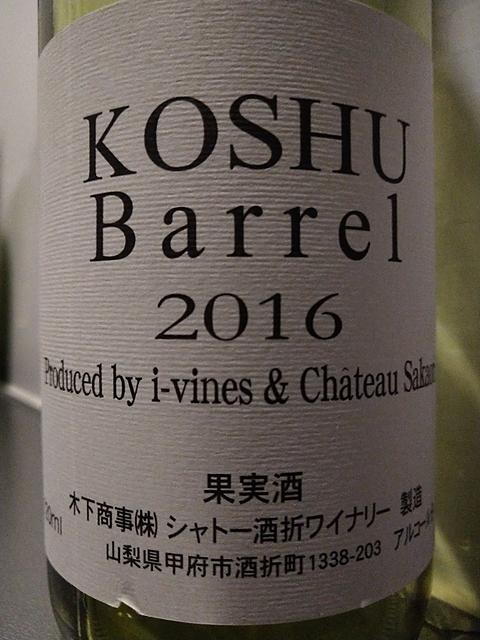 KOSHU
Barrel
2016
Produced by i-vines & Château
果実酒
木下商事㈱ シャトー酒折ワイナリー 製造
山梨県甲府市酒折町1338-203